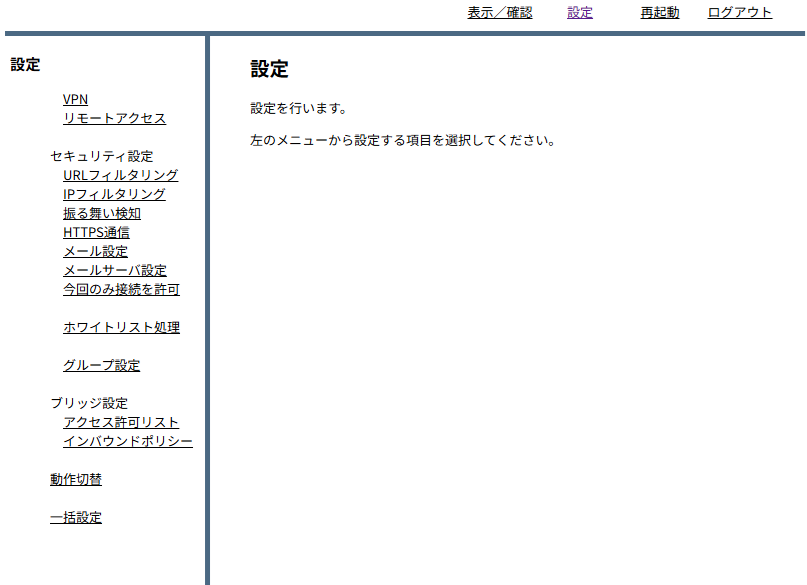 表示／確認 設定 再起動 ログアウト
設定
VPN
リモートアクセス
セキュリティ設定
URLフィルタリング
IPフィルタリング
振る舞い検知
HTTPS通信
メール設定
メールサーバ設定
今回のみ接続を許可
ホワイトリスト処理
グループ設定
ブリッジ設定
アクセス許可リスト
インバウンドポリシー
動作切替
一括設定
設定
設定を行います。
左のメニューから設定する項目を選択してください。